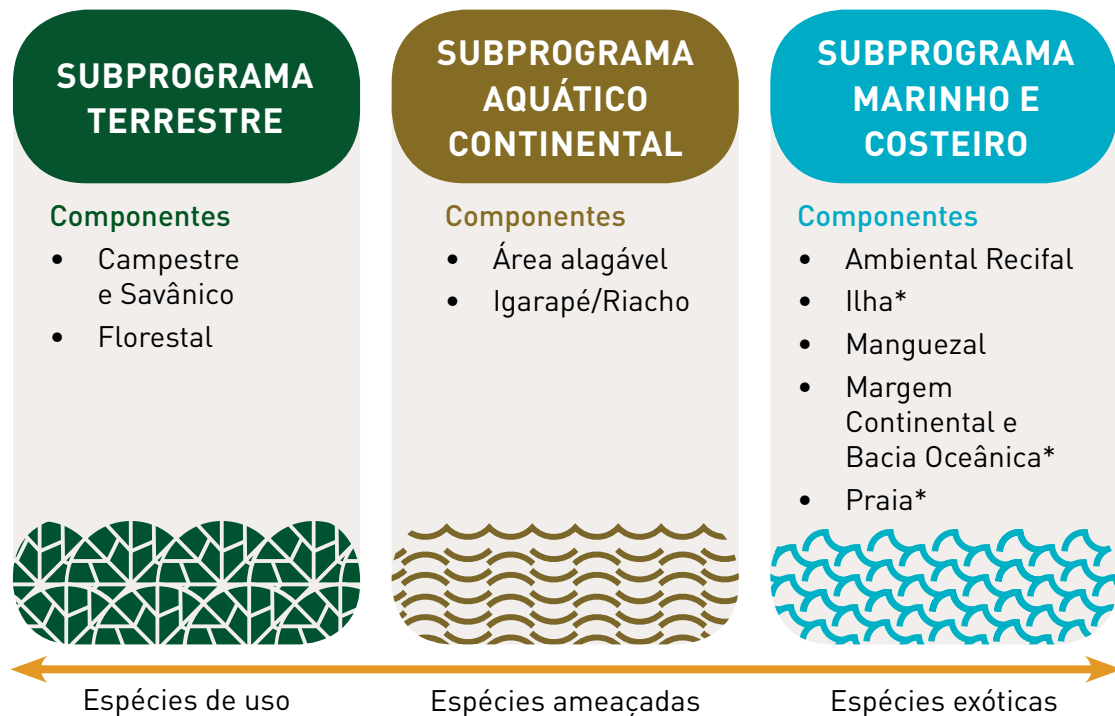 SUBPROGRAMA
TERRESTRE
Componentes
• Campestre
e Savânico
• Florestal
SUBPROGRAMA
AQUÁTICO
CONTINENTAL
Componentes
• Área alagável
• Igarapé/Riacho
SUBPROGRAMA
MARINHO E
COSTEIRO
Componentes
• Ambiental Recifal
• Ilha*
• Manguezal
• Margem
Continental e
Bacia Oceânica*
• Praia*
Espécies de uso
Espécies ameaçadas
Espécies exóticas